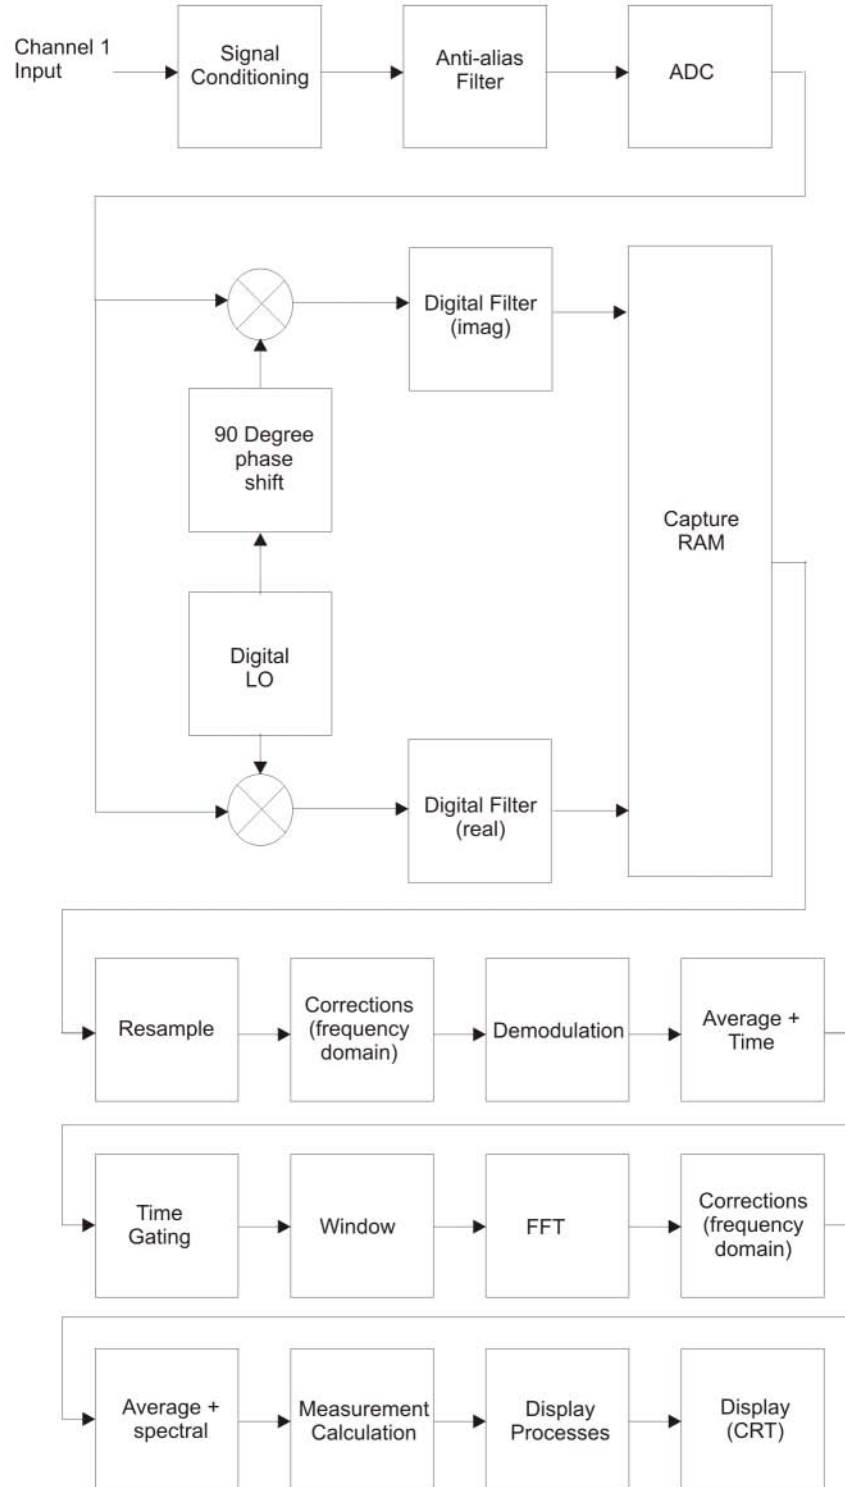 Channel 1
Input
Signal
Conditioning
Anti-alias
Filter
ADC
Digital Filter
(imag)
90 Degree
phase
shift
Capture
RAM
Digital
LO
Digital Filter
(real)
Resample
Corrections
(frequency
domain)
Demodulation
Average +
Time
Time
Gating
Window
FFT
Corrections
(frequency
domain)
Average +
spectral
Measurement
Calculation
Display
Processes
Display
(CRT)